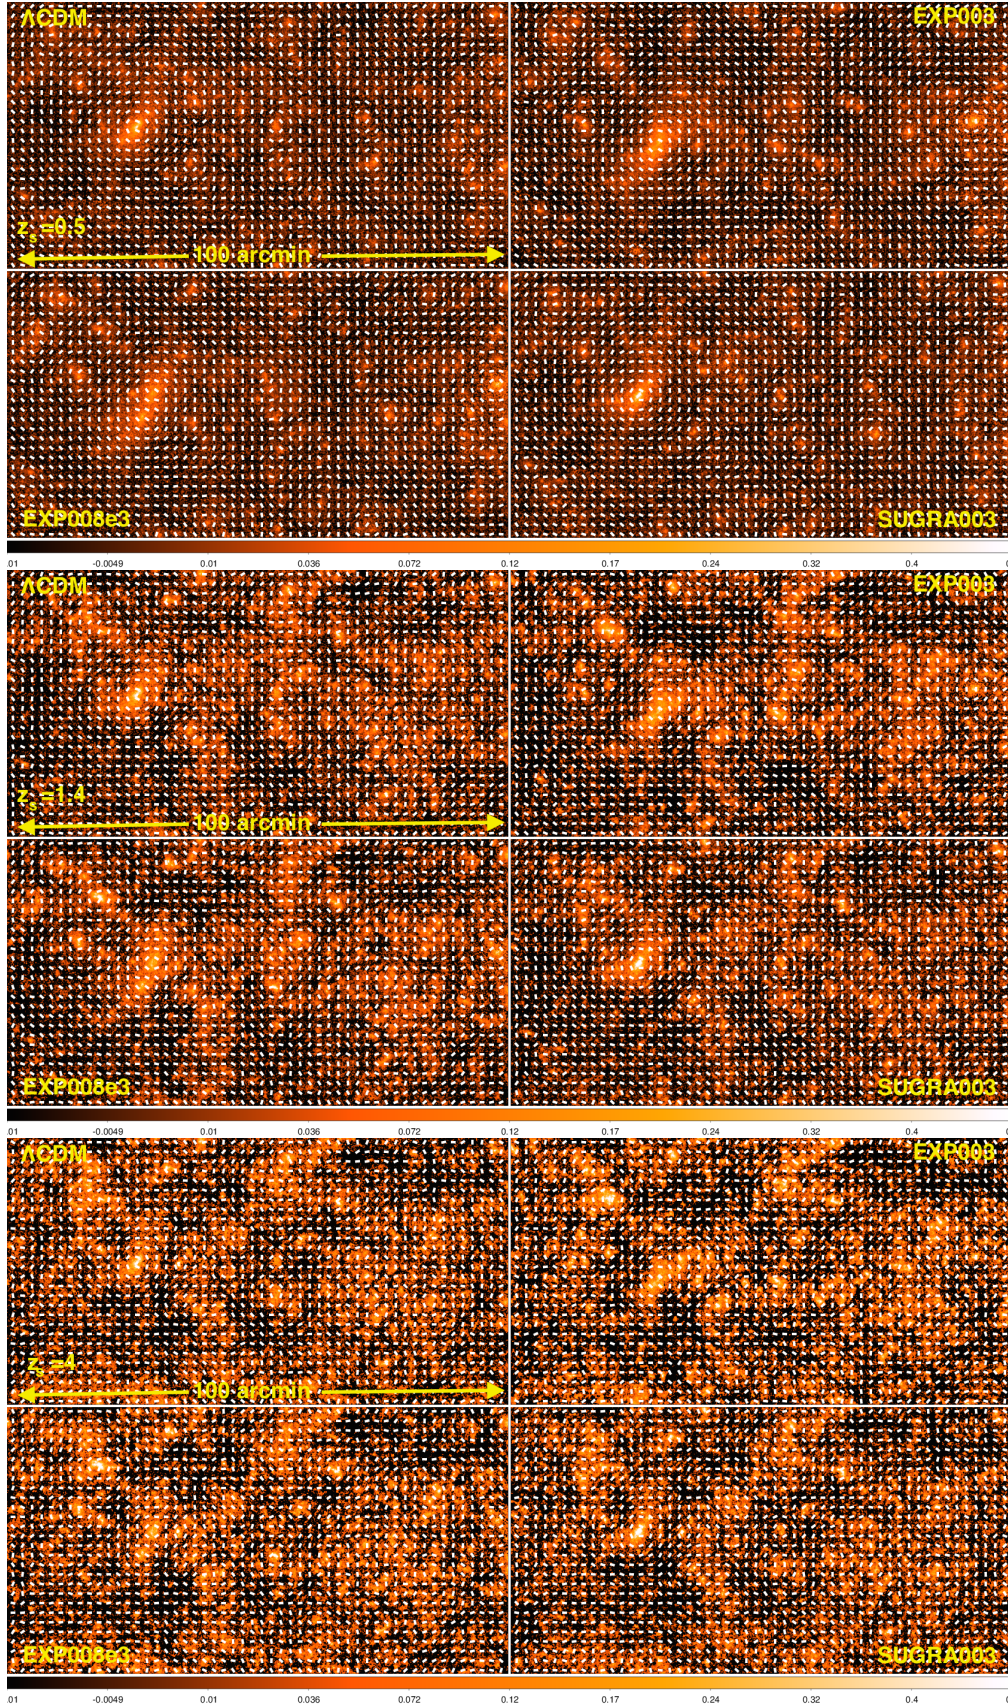 ΛCDM EXP003
z_s=0.5
100 arcmin
EXP008e3 SUGRA003
-0.0049 0.01 0.036 0.072 0.12 0.17 0.24 0.32 0.4
ΛCDM EXP003
z_s=1.4
100 arcmin
EXP008e3 SUGRA003
-0.0049 0.01 0.036 0.072 0.12 0.17 0.24 0.32 0.4
ΛCDM EXP003
z_s=4
100 arcmin
EXP008e3 SUGRA003
-0.0049 0.01 0.036 0.072 0.12 0.17 0.24 0.32 0.4